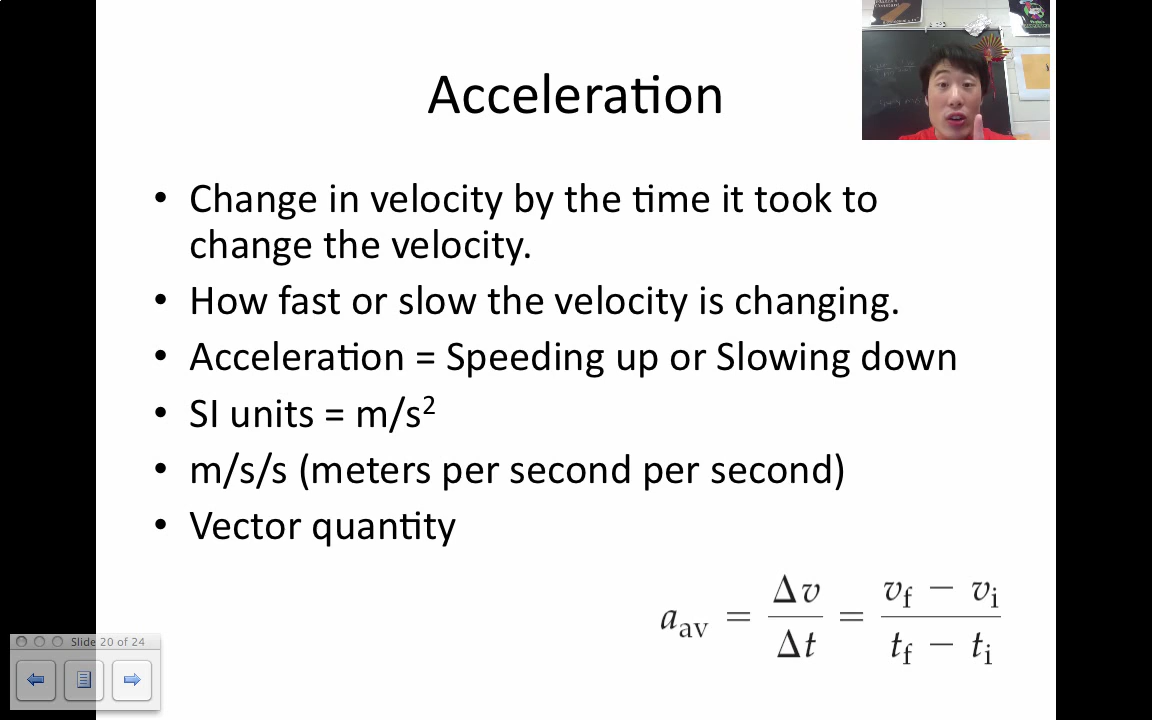 Acceleration
• Change in velocity by the time it took to
change the velocity.
• How fast or slow the velocity is changing.
• Acceleration = Speeding up or Slowing down
• SI units = m/s²
• m/s/s (meters per second per second)
• Vector quantity
a_av = Δv/Δt = (v_f − v_i)/(t_f − t_i)
Slide 20 of 24